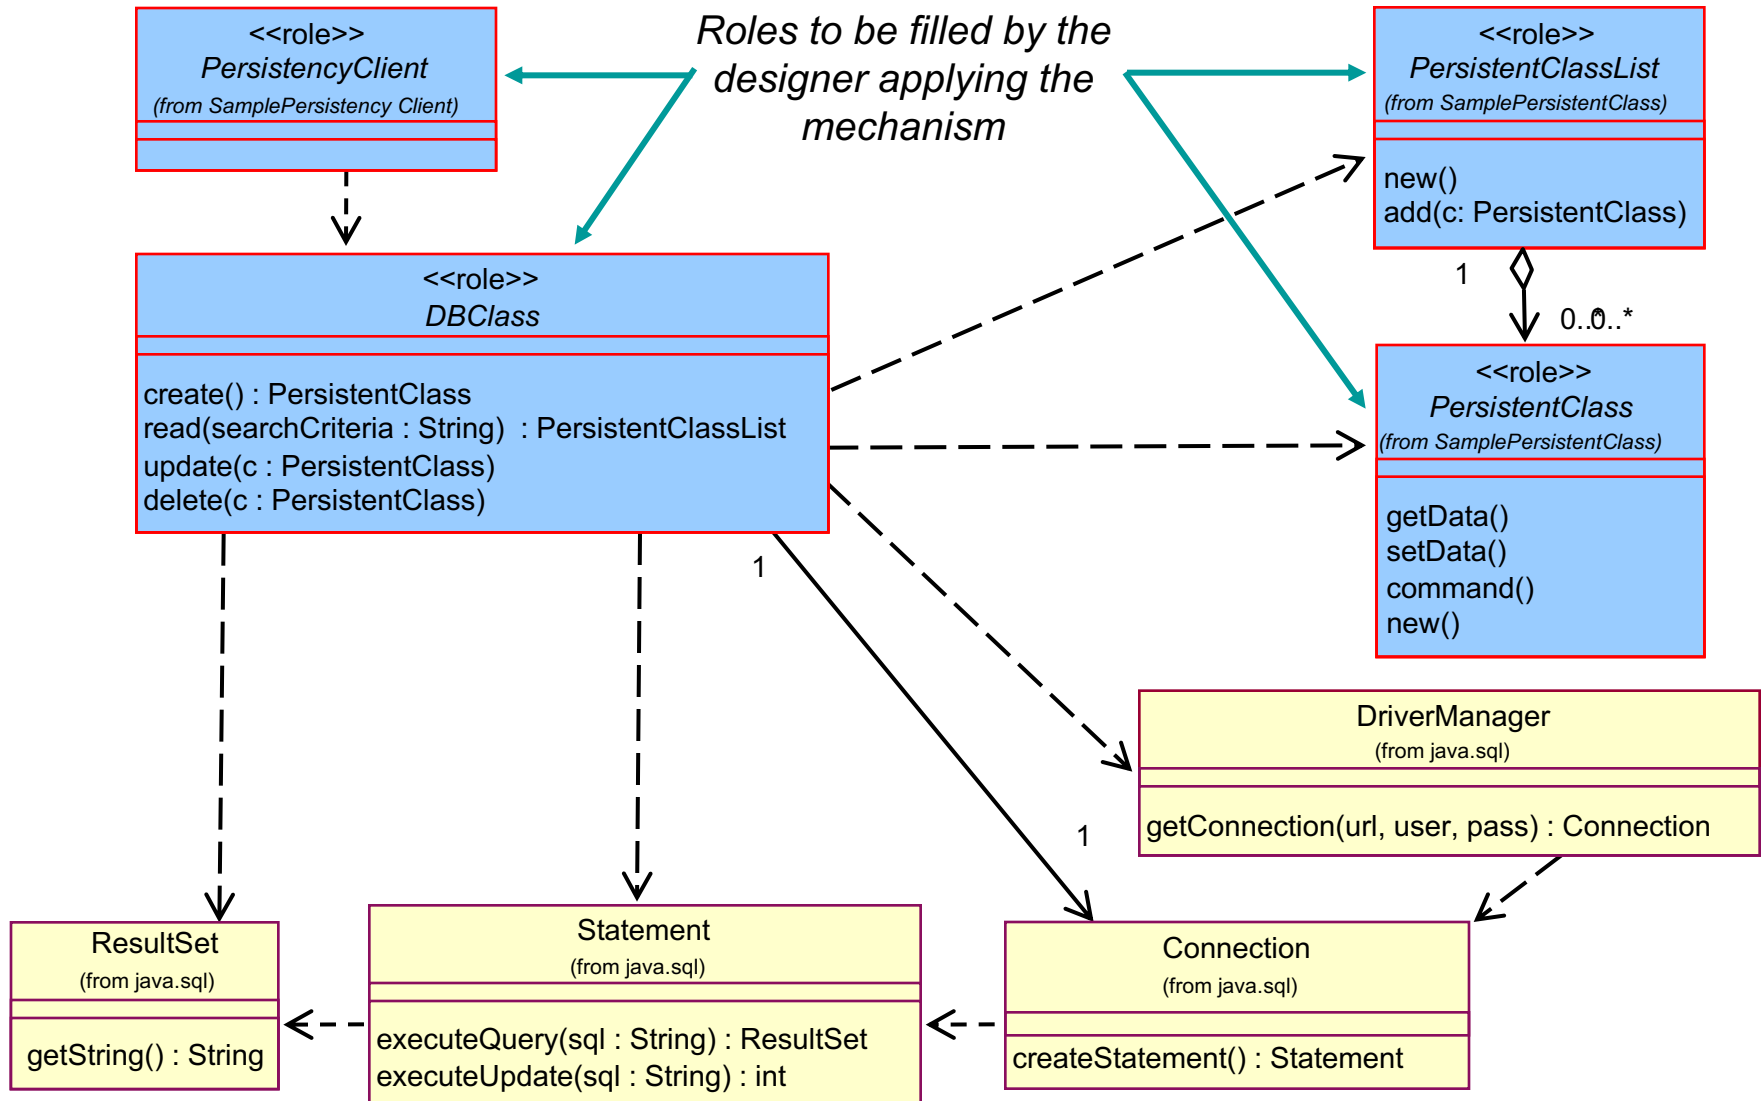 <<role>>
PersistencyClient
(from SamplePersistency Client)
Roles to be filled by the
designer applying the
mechanism
<<role>>
PersistentClassList
(from SamplePersistentClass)
new()
add(c: PersistentClass)
1
0..*
0..*
<<role>>
DBClass
create() : PersistentClass
read(searchCriteria : String) : PersistentClassList
update(c : PersistentClass)
delete(c : PersistentClass)
<<role>>
PersistentClass
(from SamplePersistentClass)
getData()
setData()
command()
new()
1
1
DriverManager
(from java.sql)
getConnection(url, user, pass) : Connection
ResultSet
(from java.sql)
getString() : String
Statement
(from java.sql)
executeQuery(sql : String) : ResultSet
executeUpdate(sql : String) : int
Connection
(from java.sql)
createStatement() : Statement